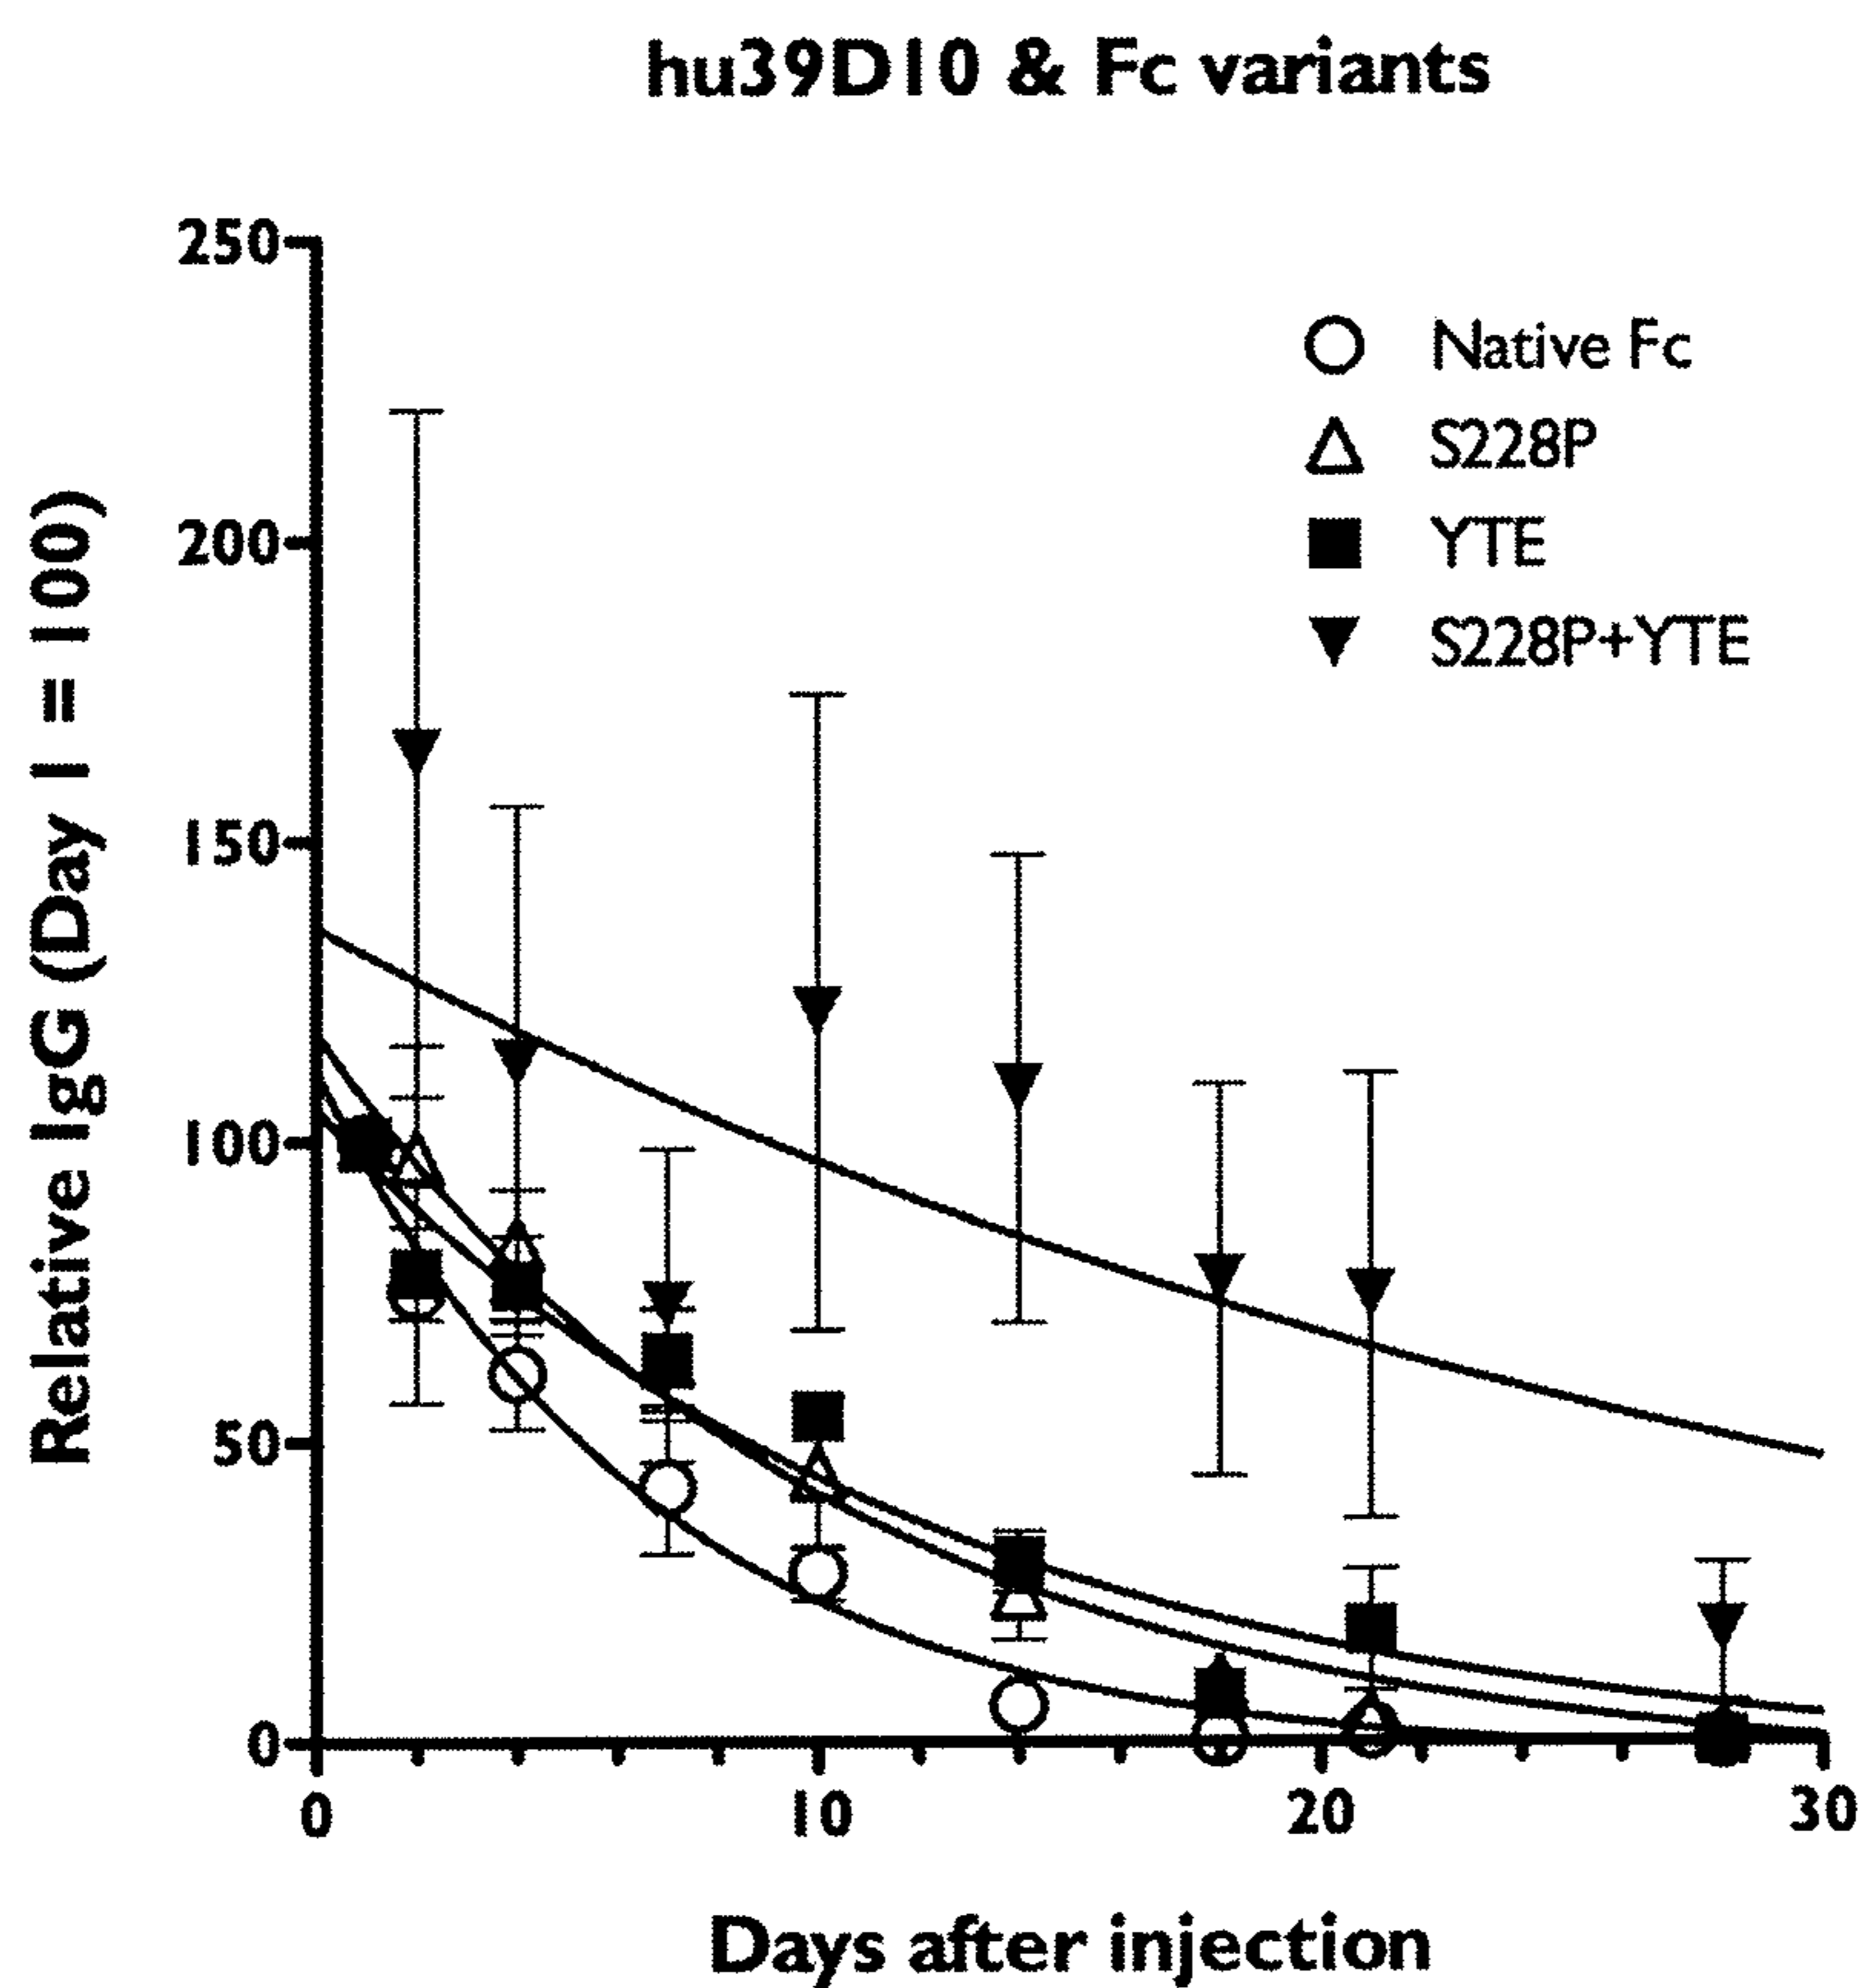 hu39D10 & Fc variants
250
200
150
100
50
0
Relative IgG (Day 1 = 100)
Native Fc
S228P
YTE
S228P+YTE
0
10
20
30
Days after injection